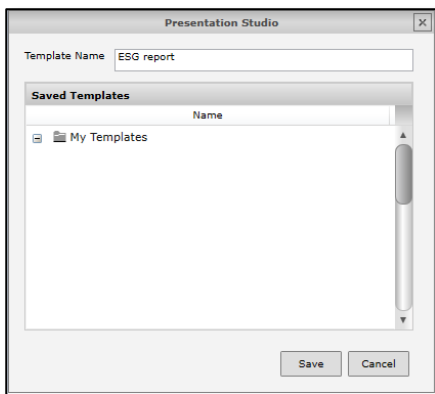 Presentation Studio
Template Name ESG report
Saved Templates
Name
My Templates
Save Cancel